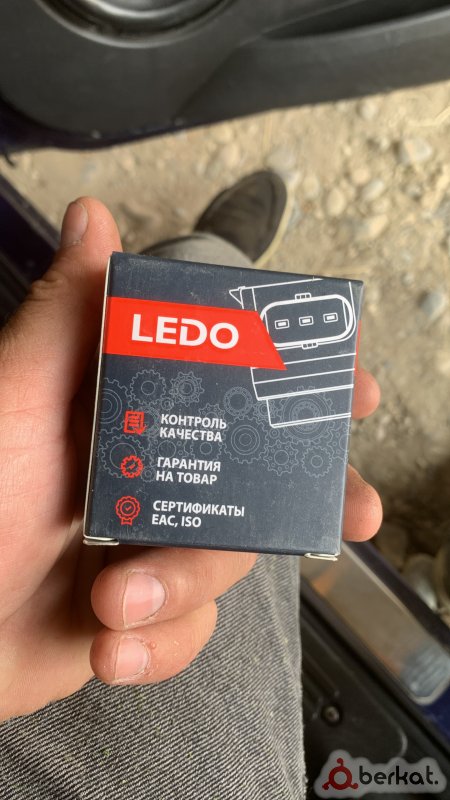 LEDO
КОНТРОЛЬ
КАЧЕСТВА
ГАРАНТИЯ
НА ТОВАР
СЕРТИФИКАТЫ
EAC, ISO
berkat.